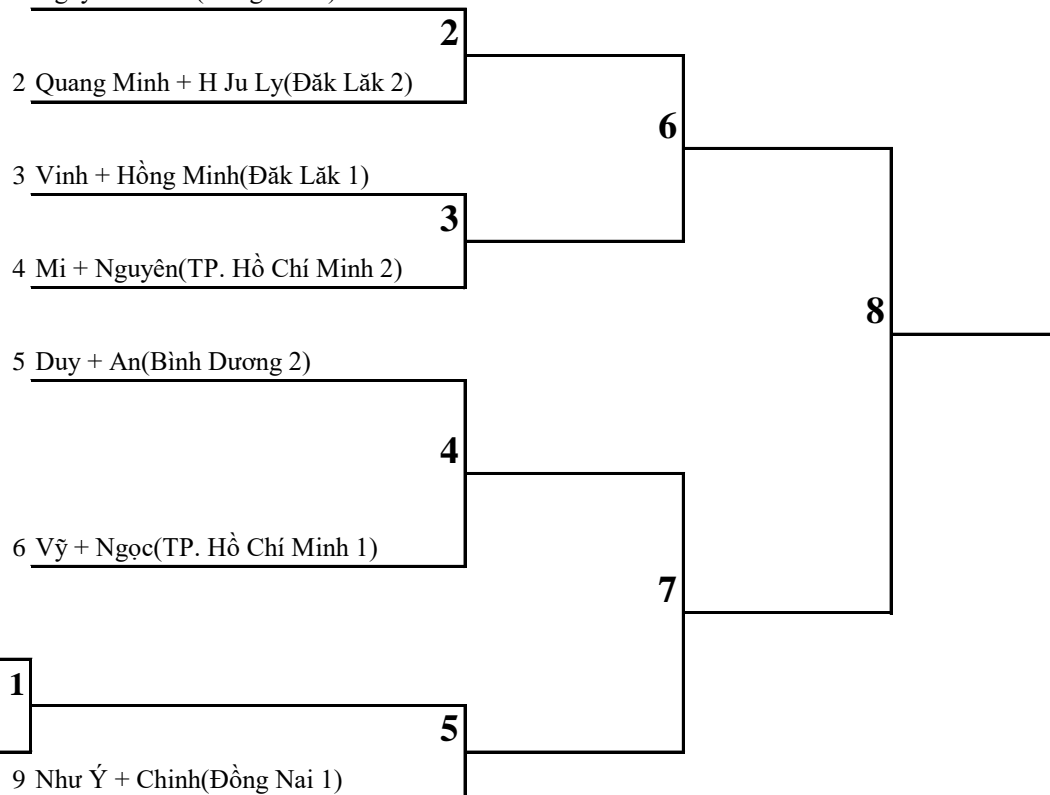 2
2 Quang Minh + H Ju Ly(Đăk Lăk 2)
6
3 Vinh + Hồng Minh(Đăk Lăk 1)
3
4 Mi + Nguyên(TP. Hồ Chí Minh 2)
8
5 Duy + An(Bình Dương 2)
4
6 Vỹ + Ngọc(TP. Hồ Chí Minh 1)
7
1
5
9 Như Ý + Chinh(Đồng Nai 1)